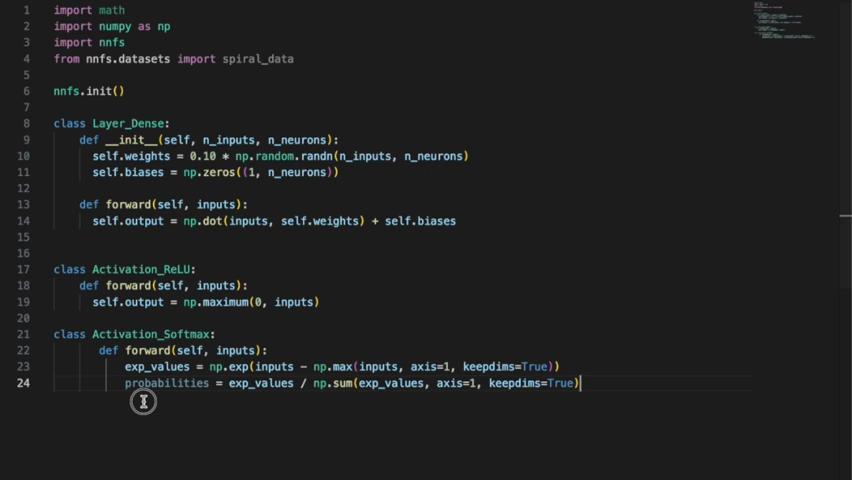 1 import math
2 import numpy as np
3 import nnfs
4 from nnfs.datasets import spiral_data
5
6 nnfs.init()
7
8 class Layer_Dense:
9     def __init__(self, n_inputs, n_neurons):
10         self.weights = 0.10 * np.random.randn(n_inputs, n_neurons)
11         self.biases = np.zeros((1, n_neurons))
12
13     def forward(self, inputs):
14         self.output = np.dot(inputs, self.weights) + self.biases
15
16
17 class Activation_ReLU:
18     def forward(self, inputs):
19         self.output = np.maximum(0, inputs)
20
21 class Activation_Softmax:
22     def forward(self, inputs):
23         exp_values = np.exp(inputs - np.max(inputs, axis=1, keepdims=True))
24         probabilities = exp_values / np.sum(exp_values, axis=1, keepdims=True)